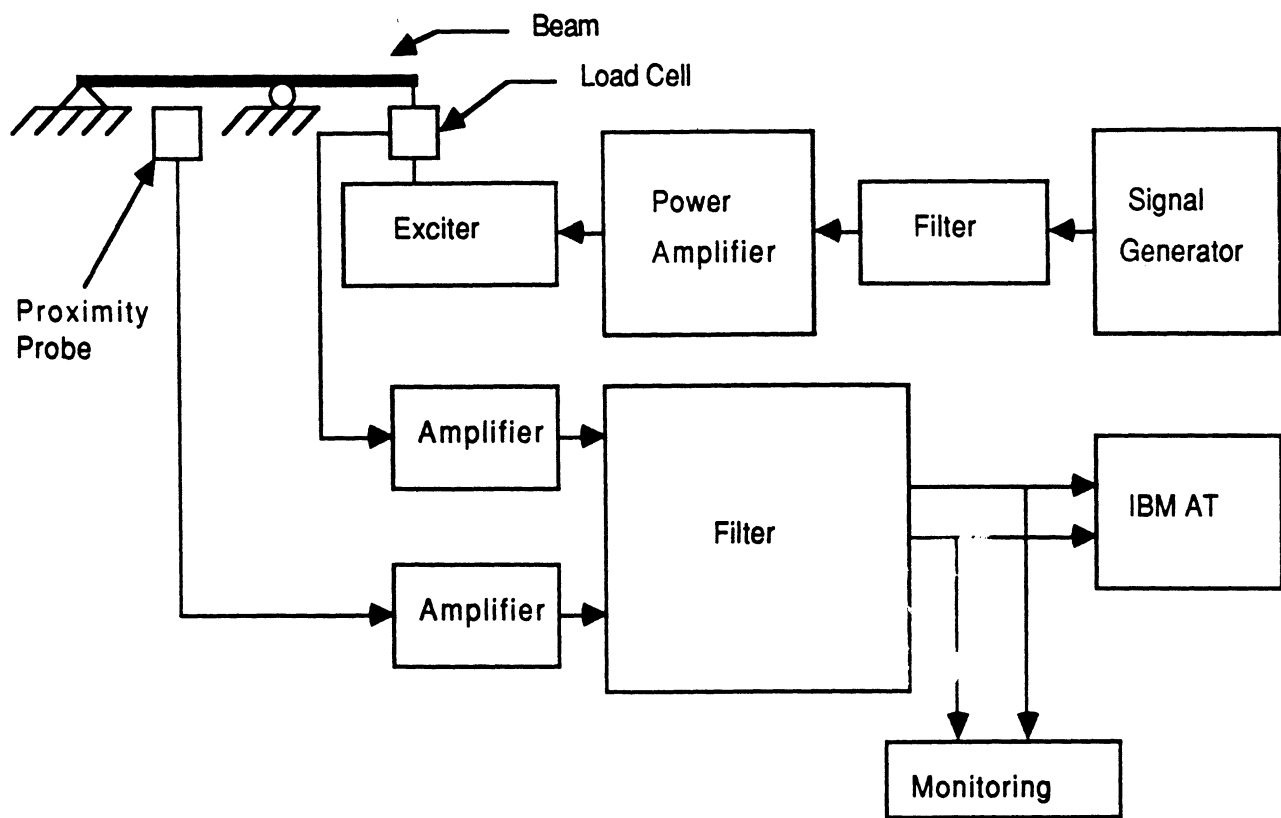 Beam
Load Cell
Power
Amplifier
Filter
Signal
Generator
Exciter
Proximity
Probe
Amplifier
Filter
IBM AT
Amplifier
Monitoring